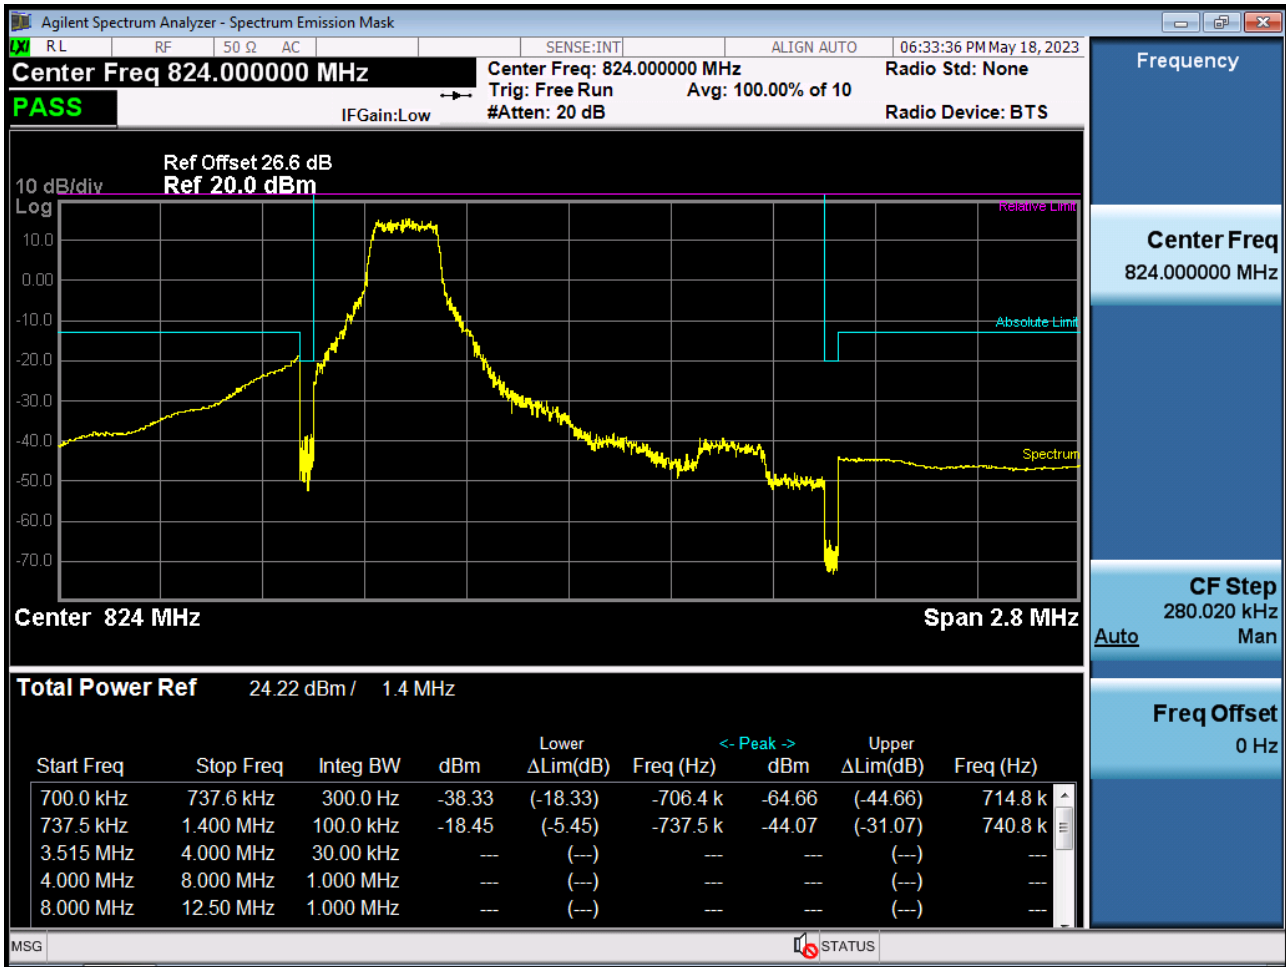 Agilent Spectrum Analyzer - Spectrum Emission Mask
LXI RL RF 50 Ω AC SENSE:INT ALIGN AUTO 06:33:36 PM May 18, 2023
Center Freq 824.000000 MHz
Center Freq: 824.000000 MHz
Radio Std: None
Trig: Free Run
Avg: 100.00% of 10
PASS
IFGain:Low
#Atten: 20 dB
Radio Device: BTS
Ref Offset 26.6 dB
10 dB/div
Ref 20.0 dBm
Log
Relative Limit
10.0
0.00
-10.0
Absolute Limit
-20.0
-30.0
-40.0
Spectrum
-50.0
-60.0
-70.0
Center 824 MHz
Span 2.8 MHz
Total Power Ref 24.22 dBm / 1.4 MHz
Lower <- Peak -> Upper
Start Freq Stop Freq Integ BW dBm ΔLim(dB) Freq (Hz) dBm ΔLim(dB) Freq (Hz)
700.0 kHz 737.6 kHz 300.0 Hz -38.33 (-18.33) -706.4 k -64.66 (-44.66) 714.8 k
737.5 kHz 1.400 MHz 100.0 kHz -18.45 (-5.45) -737.5 k -44.07 (-31.07) 740.8 k
3.515 MHz 4.000 MHz 30.00 kHz --- (---) --- --- (---) ---
4.000 MHz 8.000 MHz 1.000 MHz --- (---) --- --- (---) ---
8.000 MHz 12.50 MHz 1.000 MHz --- (---) --- --- (---) ---
MSG
STATUS
Frequency
Center Freq
824.000000 MHz
CF Step
280.020 kHz
Auto Man
Freq Offset
0 Hz